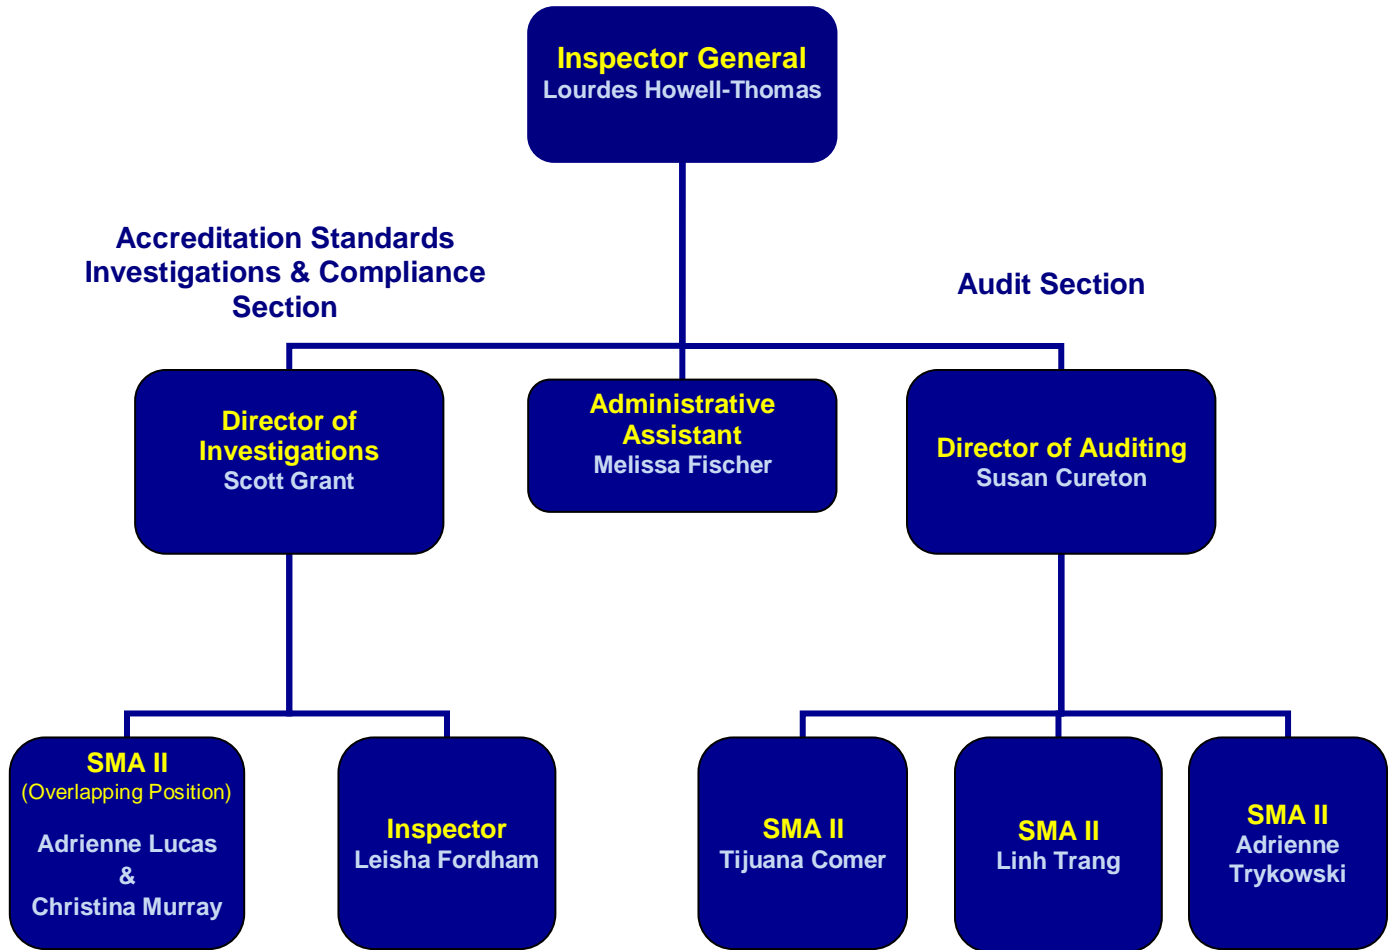 Inspector General
Lourdes Howell-Thomas
Accreditation Standards
Investigations & Compliance
Section
Audit Section
Director of
Investigations
Scott Grant
Administrative
Assistant
Melissa Fischer
Director of Auditing
Susan Cureton
SMA II
(Overlapping Position)
Adrienne Lucas
&
Christina Murray
Inspector
Leisha Fordham
SMA II
Tijuana Comer
SMA II
Linh Trang
SMA II
Adrienne
Trykowski